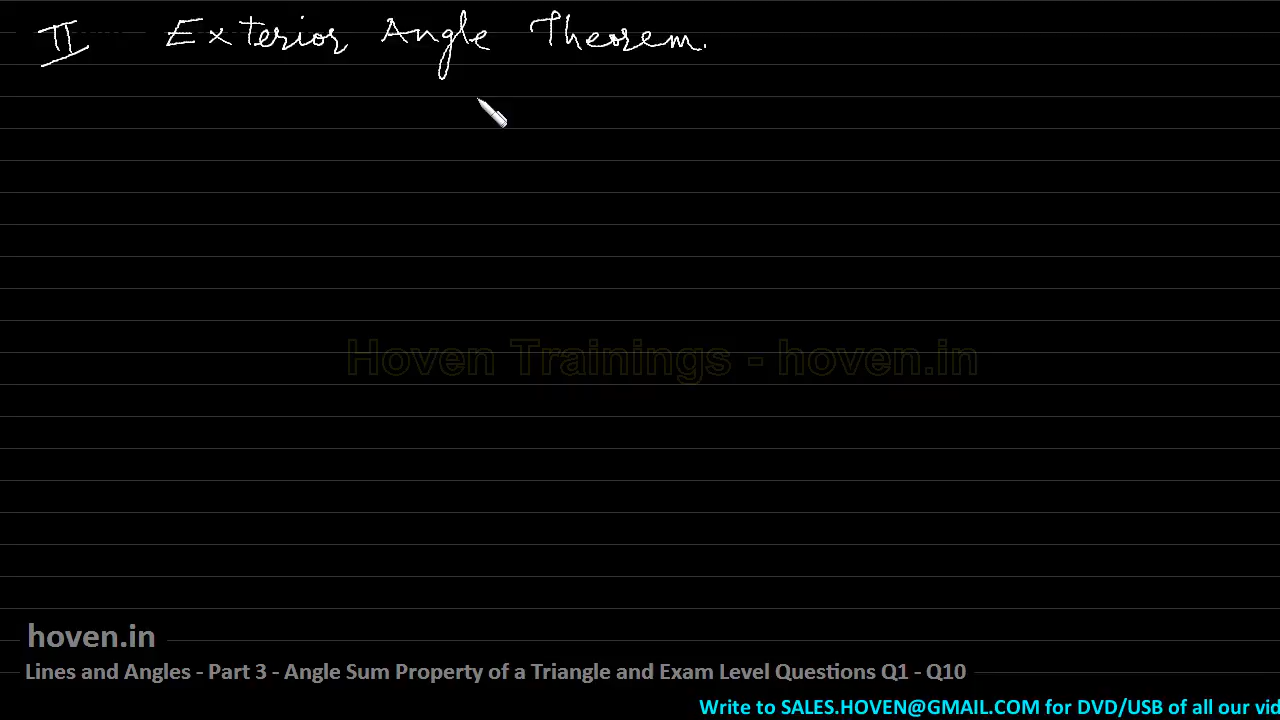 II Exterior Angle Theorem.
Hoven Trainings - hoven.in
hoven.in
Lines and Angles - Part 3 - Angle Sum Property of a Triangle and Exam Level Questions Q1 - Q10
Write to SALES.HOVEN@GMAIL.COM for DVD/USB of all our vid